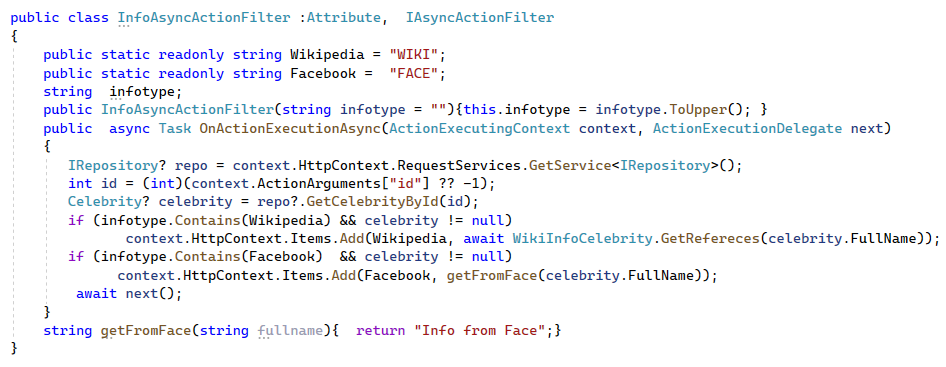 public class InfoAsyncActionFilter :Attribute,  IAsyncActionFilter
{
    public static readonly string Wikipedia = "WIKI";
    public static readonly string Facebook =  "FACE";
    string  infotype;
    public InfoAsyncActionFilter(string infotype = ""){this.infotype = infotype.ToUpper(); }
    public  async Task OnActionExecutionAsync(ActionExecutingContext context, ActionExecutionDelegate next)
    {
       IRepository? repo = context.HttpContext.RequestServices.GetService<IRepository>();
       int id = (int)(context.ActionArguments["id"] ?? -1);
       Celebrity? celebrity = repo?.GetCelebrityById(id);
       if (infotype.Contains(Wikipedia) && celebrity != null)
              context.HttpContext.Items.Add(Wikipedia, await WikiInfoCelebrity.GetRefereces(celebrity.FullName));
       if (infotype.Contains(Facebook)  && celebrity != null)
             context.HttpContext.Items.Add(Facebook, getFromFace(celebrity.FullName));
        await next();
    }
    string getFromFace(string fullname){  return "Info from Face";}
}